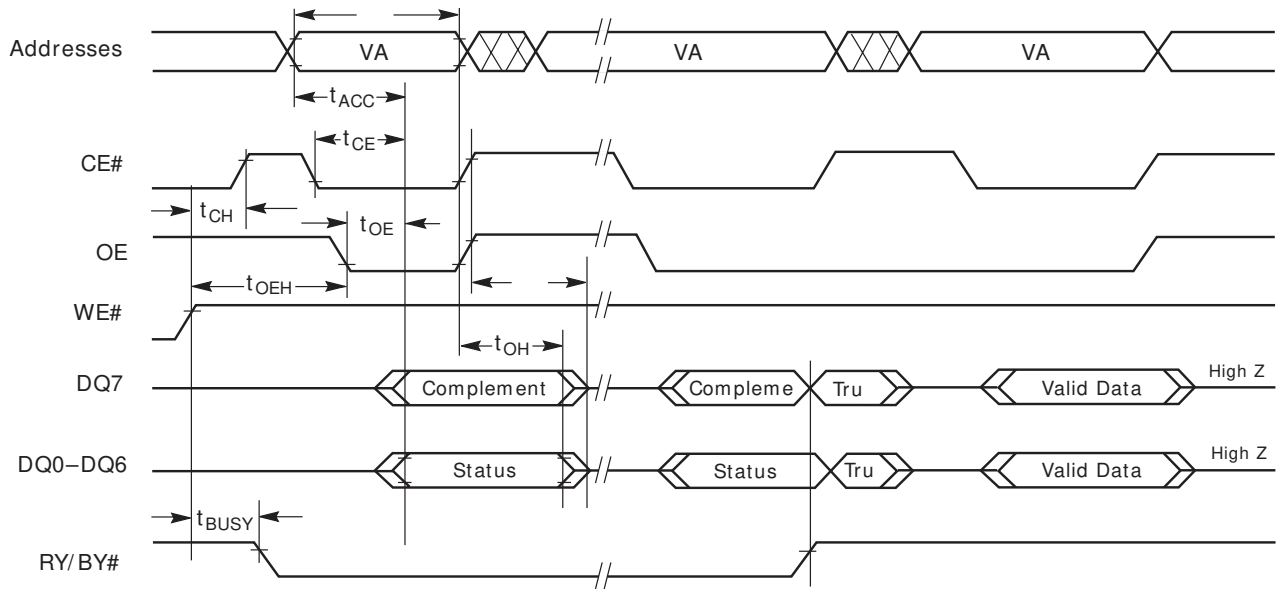 Addresses VA VA VA
tACC
tCE
CE#
tCH
tOE
OE
tOEH
WE#
tOH
DQ7 Complement Compleme Tru Valid Data High Z
DQ0–DQ6 Status Status Tru Valid Data High Z
tBUSY
RY/BY#